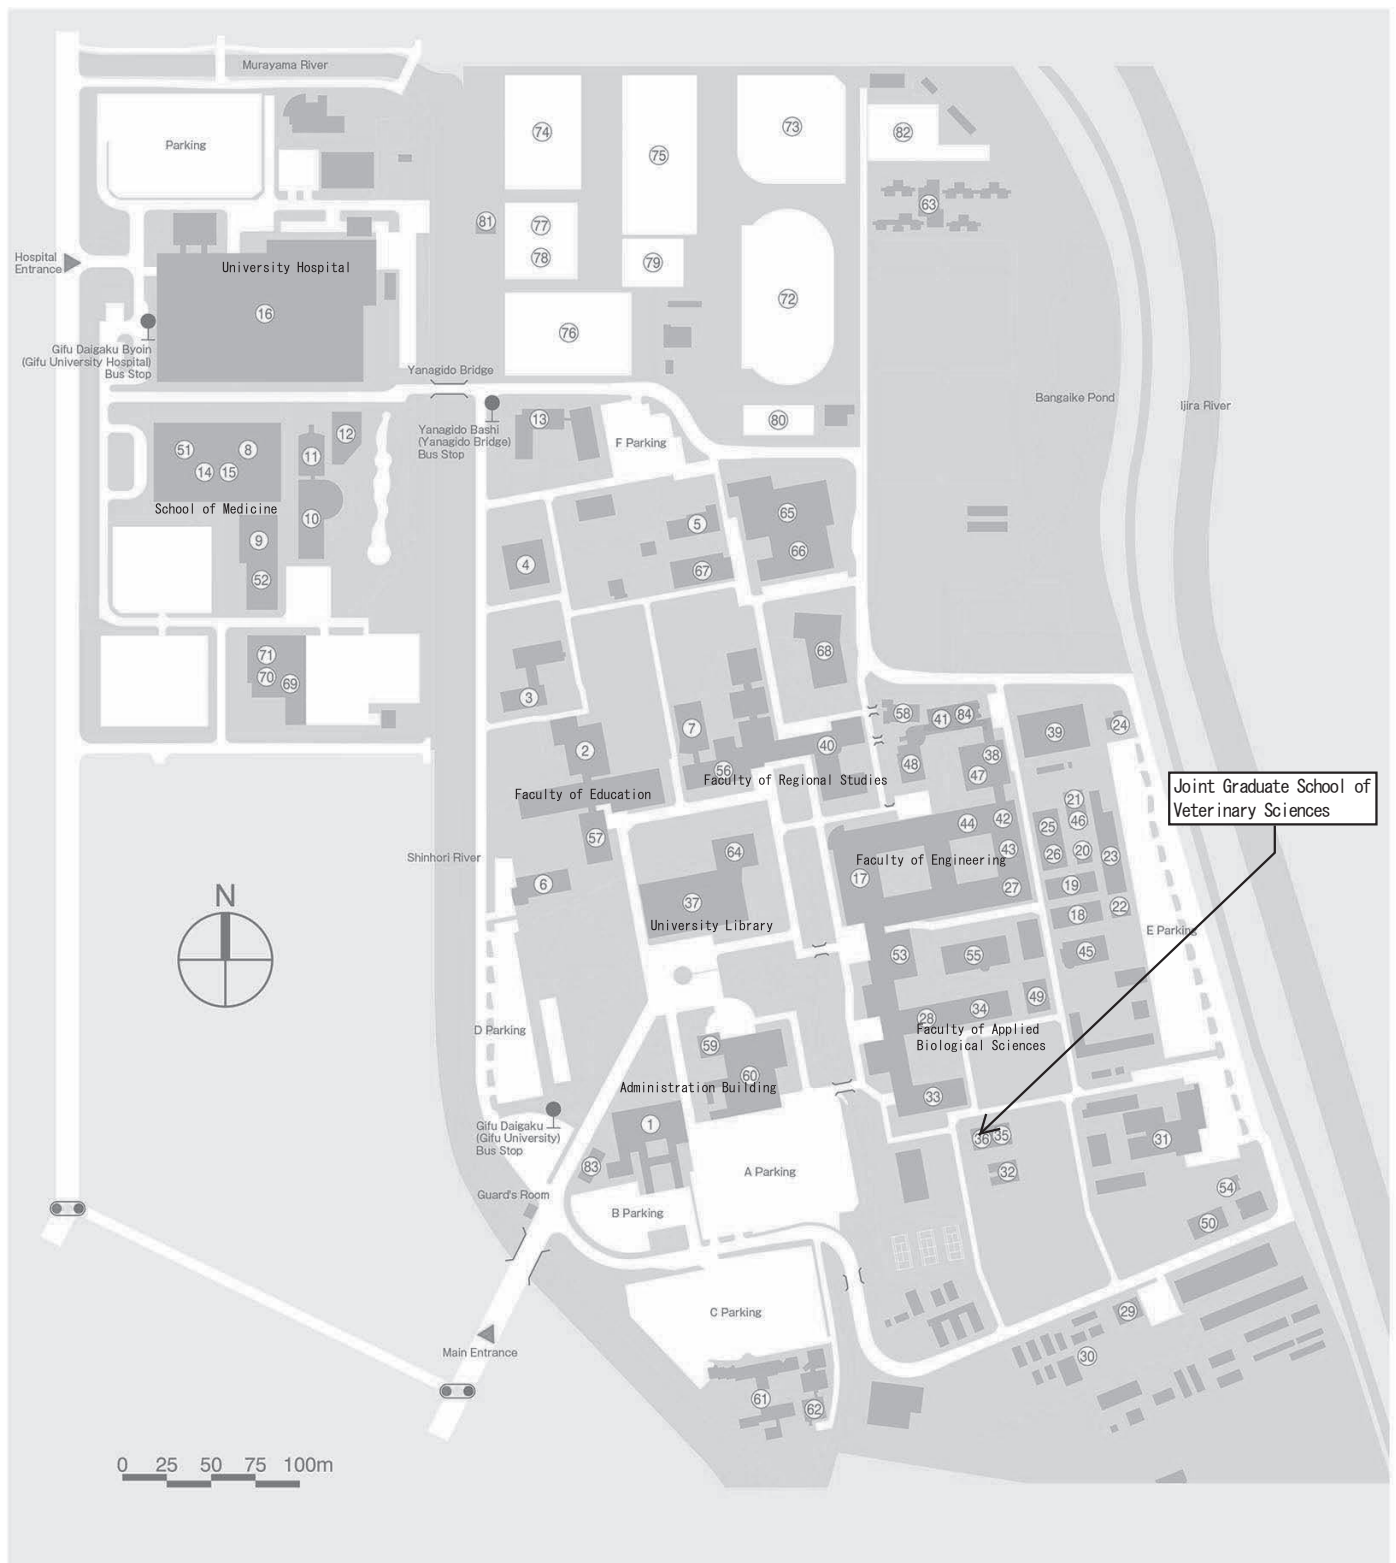 Murayama River
Parking
74
75
73
82
63
81
77
78
79
72
76
80
Hospital
Entrance
University Hospital
16
Gifu Daigaku Byoin
(Gifu University Hospital)
Bus Stop
Yanagido Bridge
Yanagido Bashi
(Yanagido Bridge)
Bus Stop
13
F Parking
Bangaike Pond
Ijira River
51
8
14
15
11
12
10
School of Medicine
9
52
71
70
69
5
67
4
65
66
3
68
2
7
56
40
Faculty of Education
Faculty of Regional Studies
57
58
41
84
48
38
47
39
24
Joint Graduate School of
Veterinary Sciences
21
25
46
26
20
23
19
18
22
45
E Parking
44
42
43
Faculty of Engineering
17
27
Shinhori River
6
64
37
University Library
N
53
55
28
34
49
Faculty of Applied
Biological Sciences
D Parking
59
60
Administration Building
33
Gifu Daigaku
(Gifu University)
Bus Stop
1
83
36
35
32
31
54
50
A Parking
Guard's Room
B Parking
C Parking
Main Entrance
29
30
61
62
0 25 50 75 100m